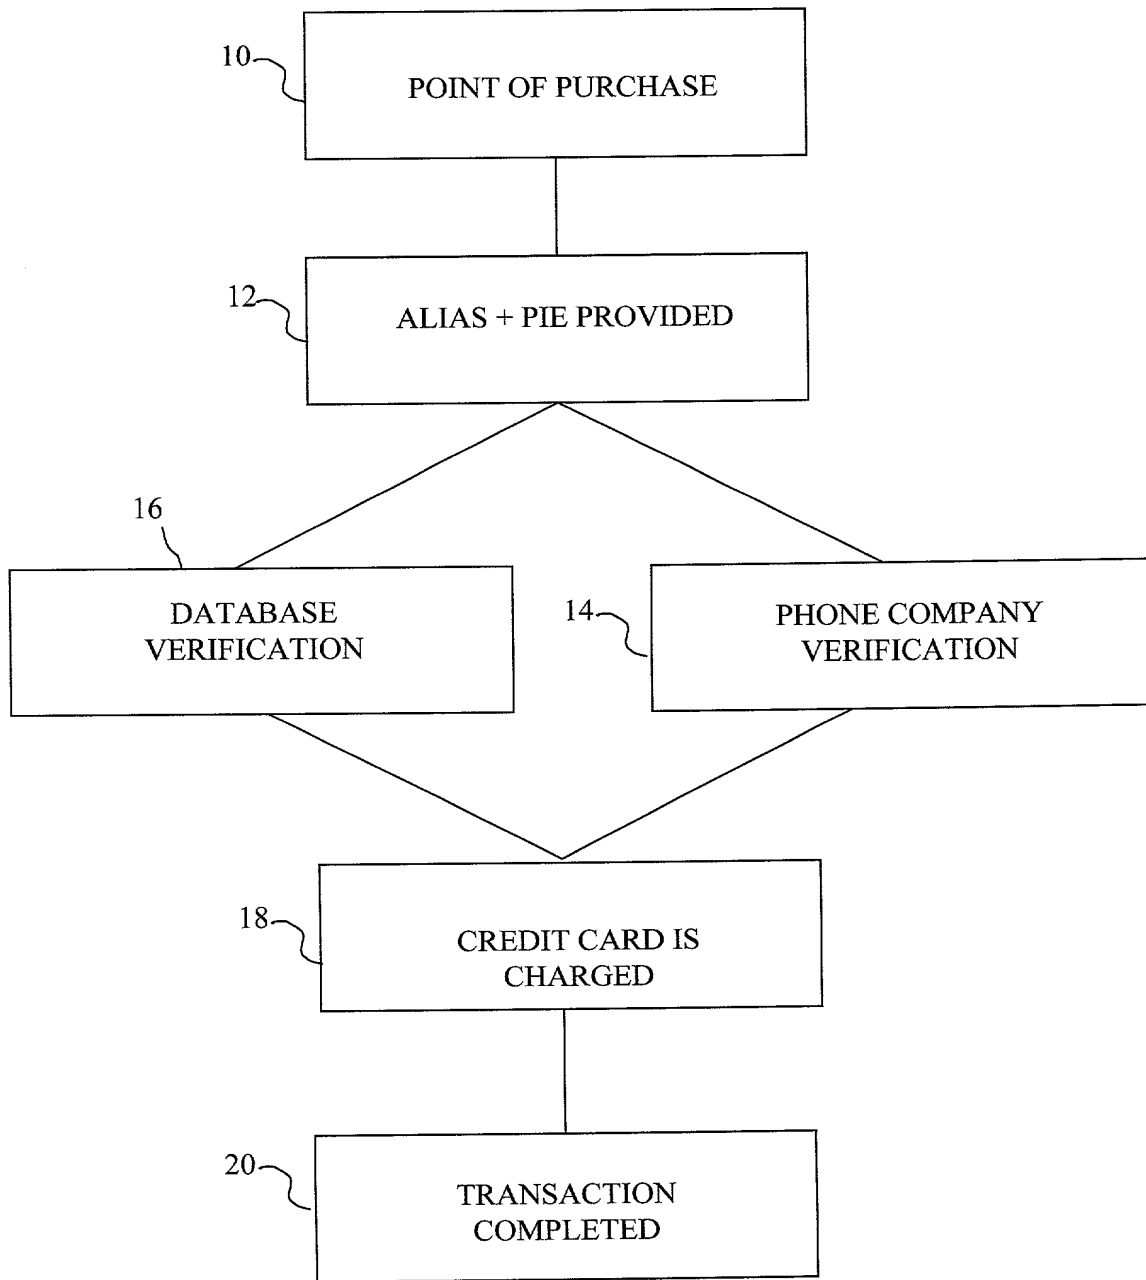 10
POINT OF PURCHASE
12
ALIAS + PIE PROVIDED
16
DATABASE
VERIFICATION
14
PHONE COMPANY
VERIFICATION
18
CREDIT CARD IS
CHARGED
20
TRANSACTION
COMPLETED